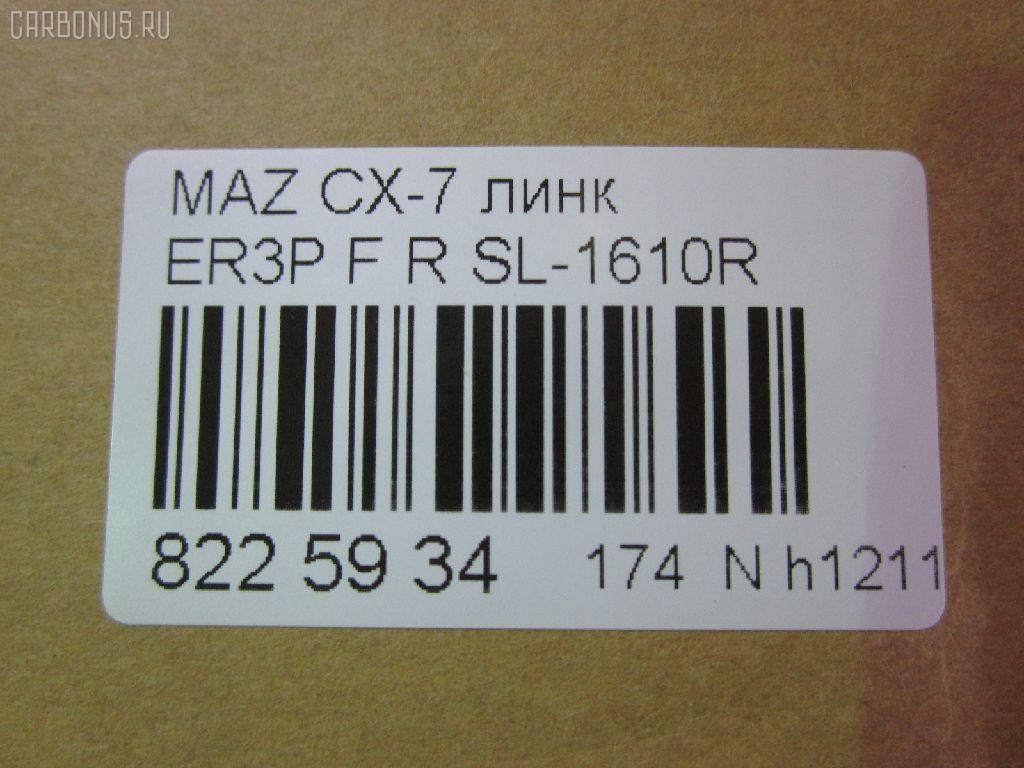 CARBONUS.RU
MAZ CX-7 линк
ER3P F R SL-1610R
822 59 34 174 N h1211